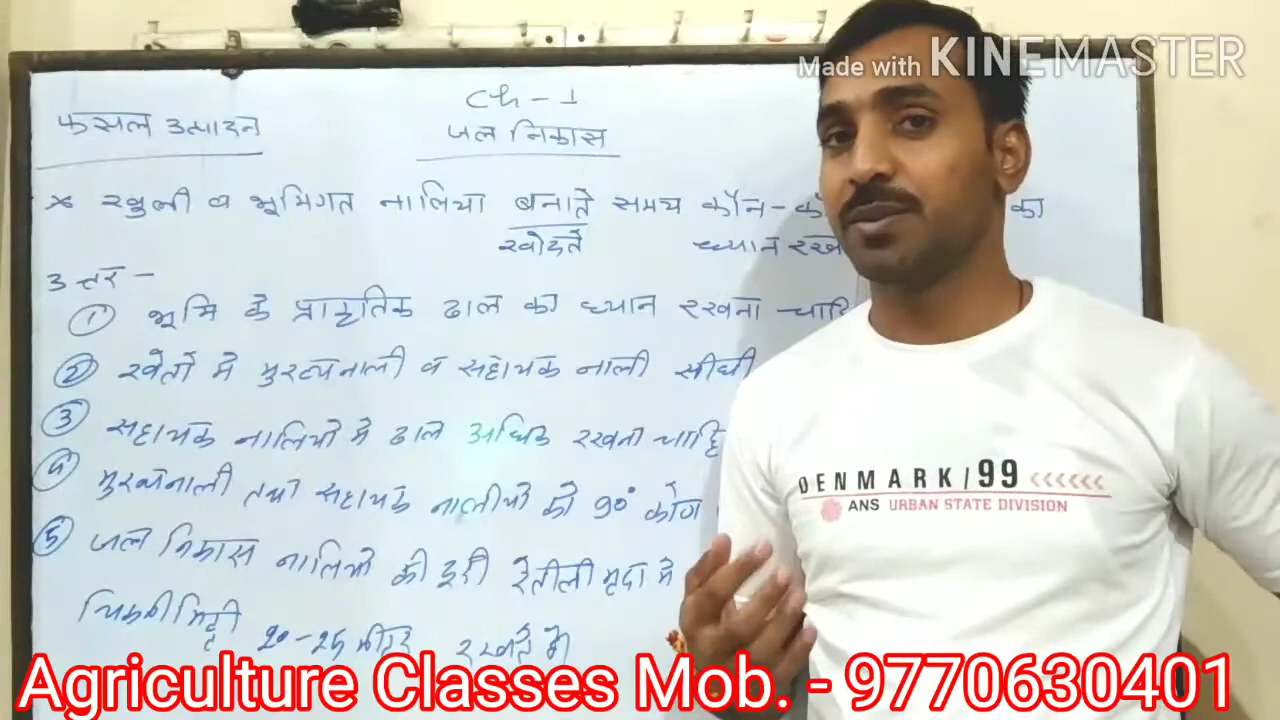 Made with KINEMASTER
Ch - 1
फसल उत्पादन
जल निकास
* खुली व भूमिगत नालिया बनाते समय कौन - का
खोदते ध्यान रखे
उत्तर -
① भूमि के प्राकृतिक ढाल का ध्यान रखना
② खेतों में मुख्यनाली व सहायक नाली सीधी
③ सहायक नालियों में ढाल अधिक रखना
④ मुख्यनाली तथा सहायक नालीयों को 90° कोण
⑤ जल निकास नालियों की दूरी रेतीली मृदा में
चिकनी मिट्टी 20-25 मीटर रखते है
DENMARK/99 <<<<<<
ANS URBAN STATE DIVISION
Agriculture Classes Mob. - 9770630401